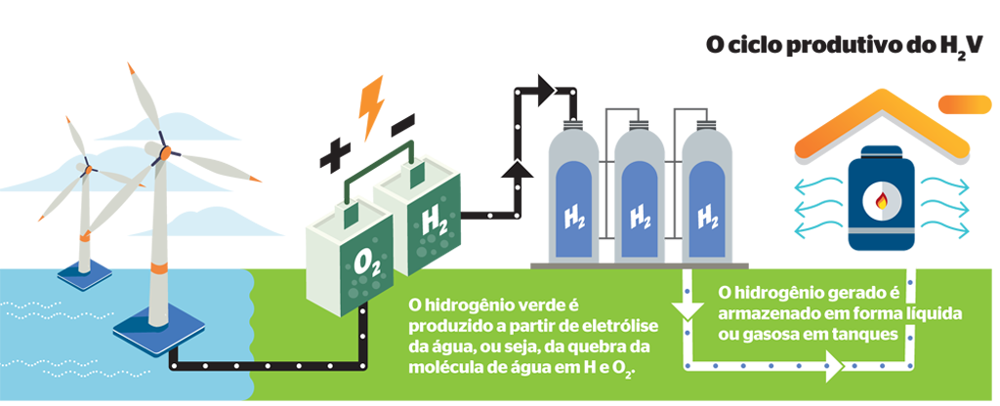 O ciclo produtivo do H₂V
O₂
H₂
H₂
H₂
H₂
O hidrogênio verde é
produzido a partir de eletrólise
da água, ou seja, da quebra da
molécula de água em H e O₂.
O hidrogênio gerado é
armazenado em forma líquida
ou gasosa em tanques